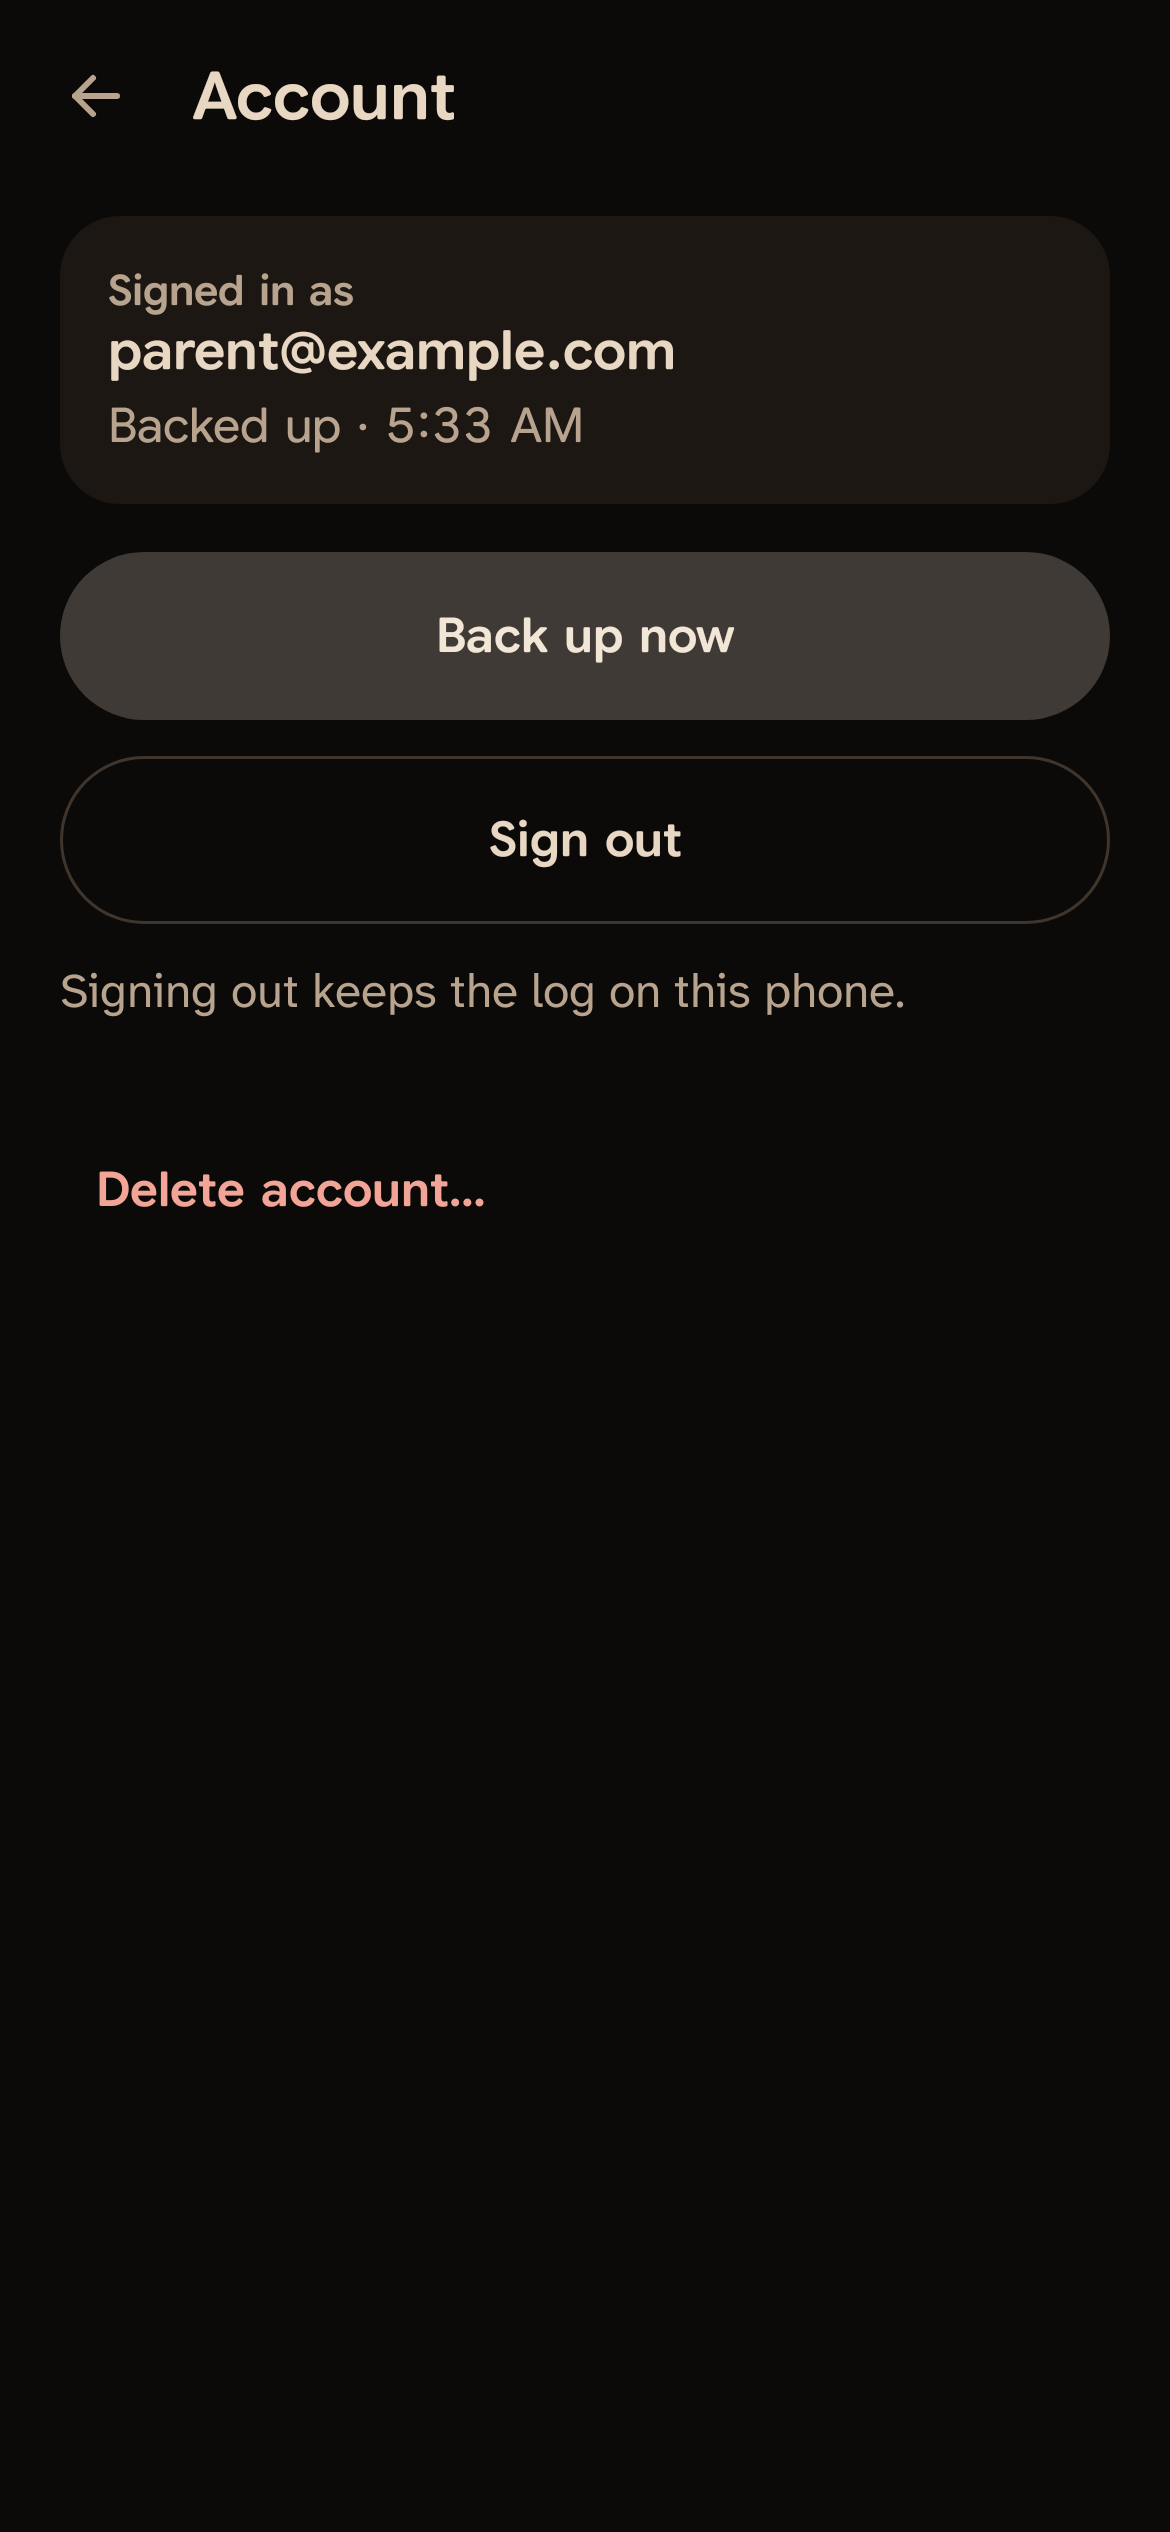 Account
Signed in as
parent@example.com
Backed up · 5:33 AM
Back up now
Sign out
Signing out keeps the log on this phone.
Delete account...